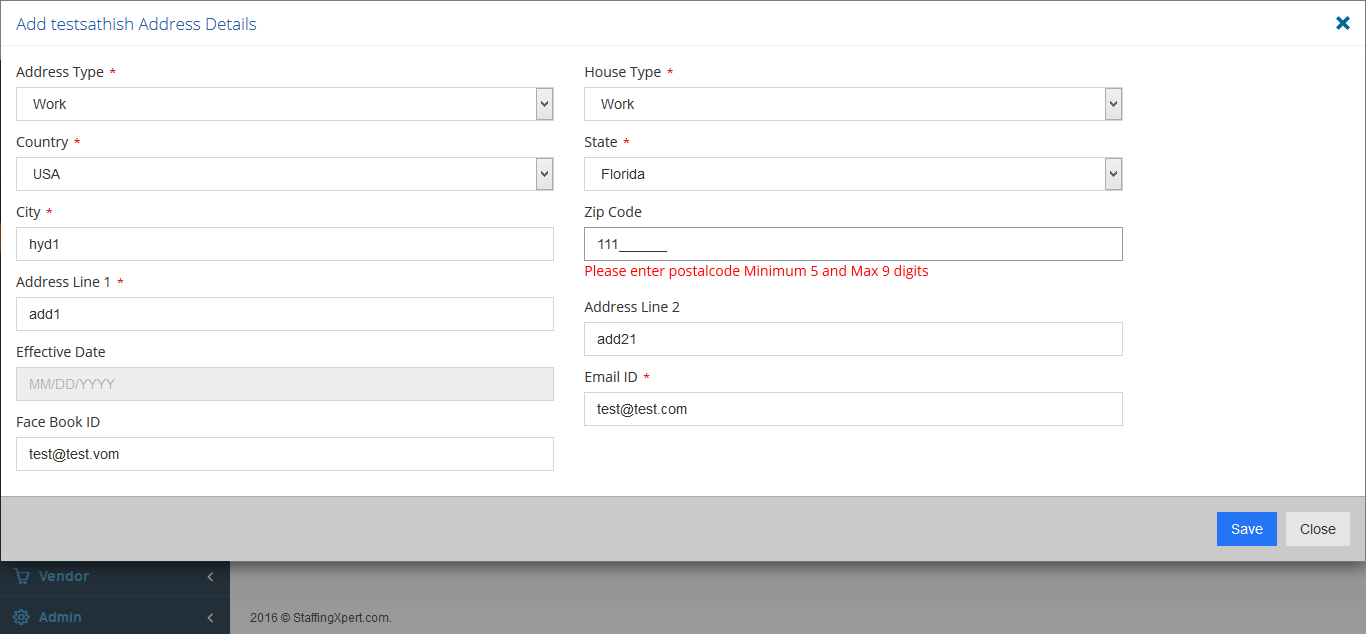 Add testsathish Address Details
Address Type *
House Type *
Work
Work
Country *
State *
USA
Florida
City *
Zip Code
hyd1
111______
Please enter postalcode Minimum 5 and Max 9 digits
Address Line 1 *
Address Line 2
add1
add21
Effective Date
Email ID *
MM/DD/YYYY
test@test.com
Face Book ID
test@test.vom
Save
Close
Vendor
Admin
2016 © StaffingXpert.com.